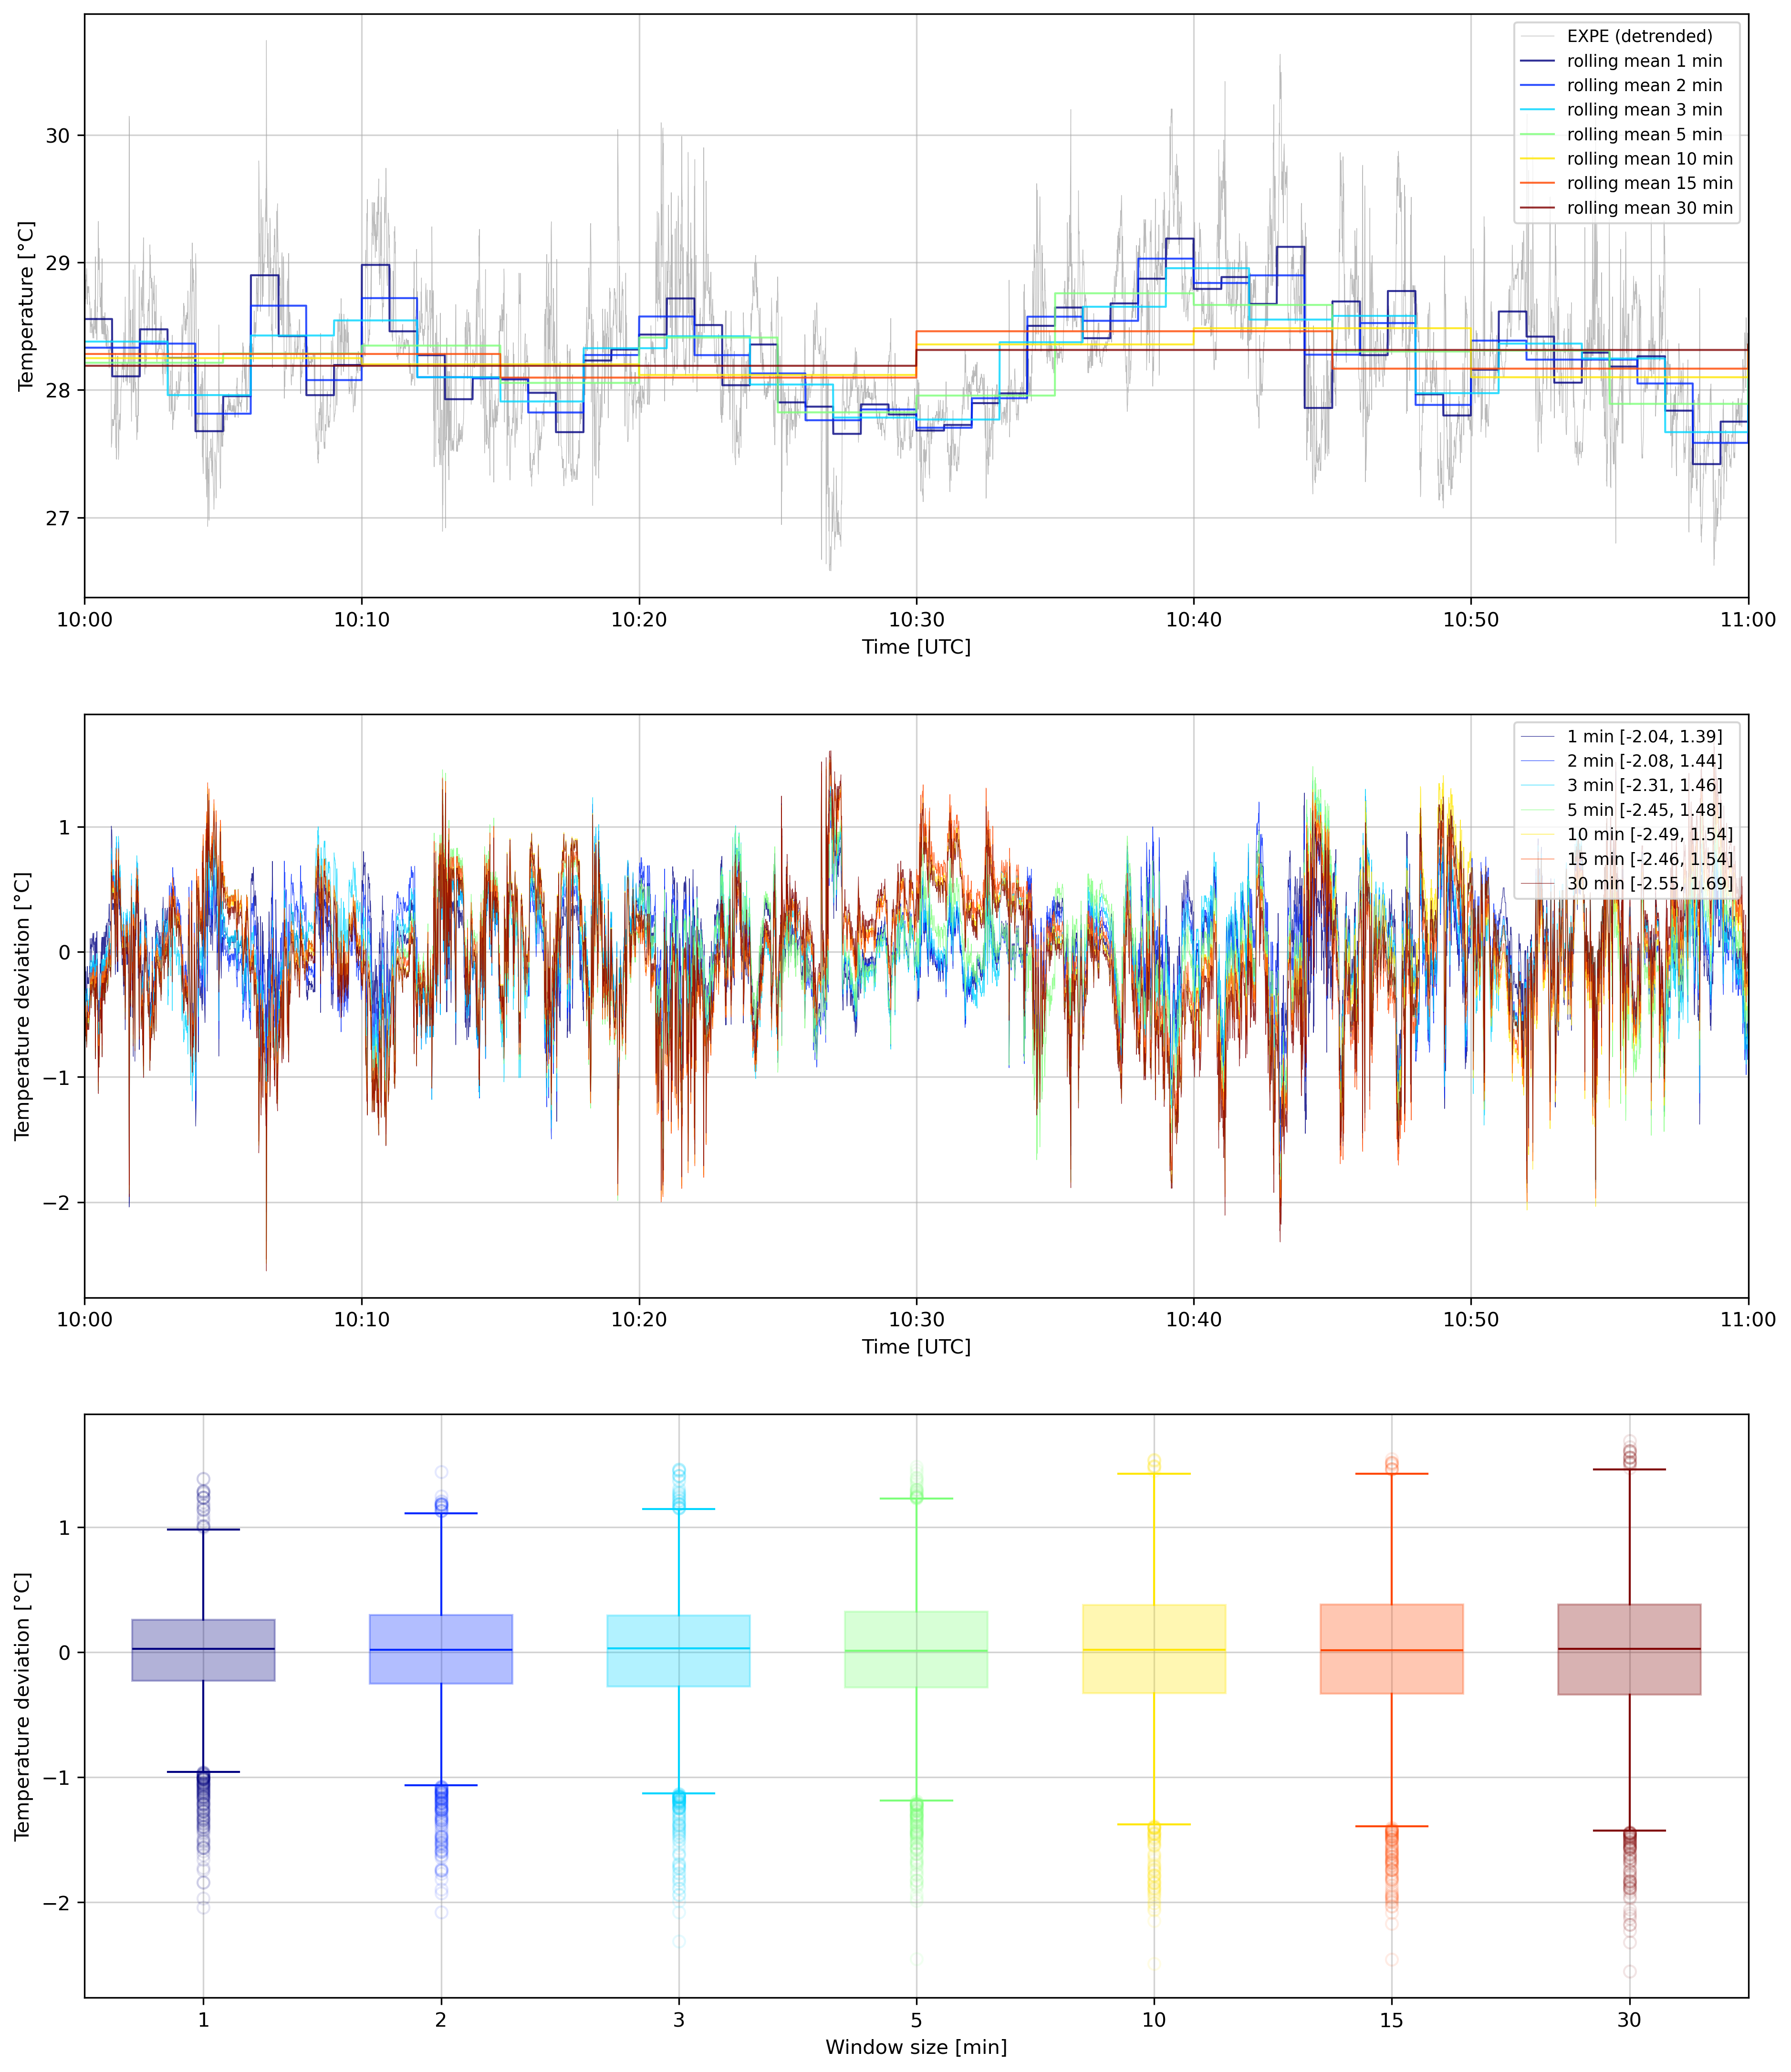 EXPE (detrended)
rolling mean 1 min
rolling mean 2 min
rolling mean 3 min
rolling mean 5 min
rolling mean 10 min
rolling mean 15 min
rolling mean 30 min
Temperature [°C]
30
29
28
27
10:00 10:10 10:20 10:30 10:40 10:50 11:00
Time [UTC]
1 min [-2.04, 1.39]
2 min [-2.08, 1.44]
3 min [-2.31, 1.46]
5 min [-2.45, 1.48]
10 min [-2.49, 1.54]
15 min [-2.46, 1.54]
30 min [-2.55, 1.69]
Temperature deviation [°C]
1
0
−1
−2
10:00 10:10 10:20 10:30 10:40 10:50 11:00
Time [UTC]
Temperature deviation [°C]
1
0
−1
−2
1 2 3 5 10 15 30
Window size [min]